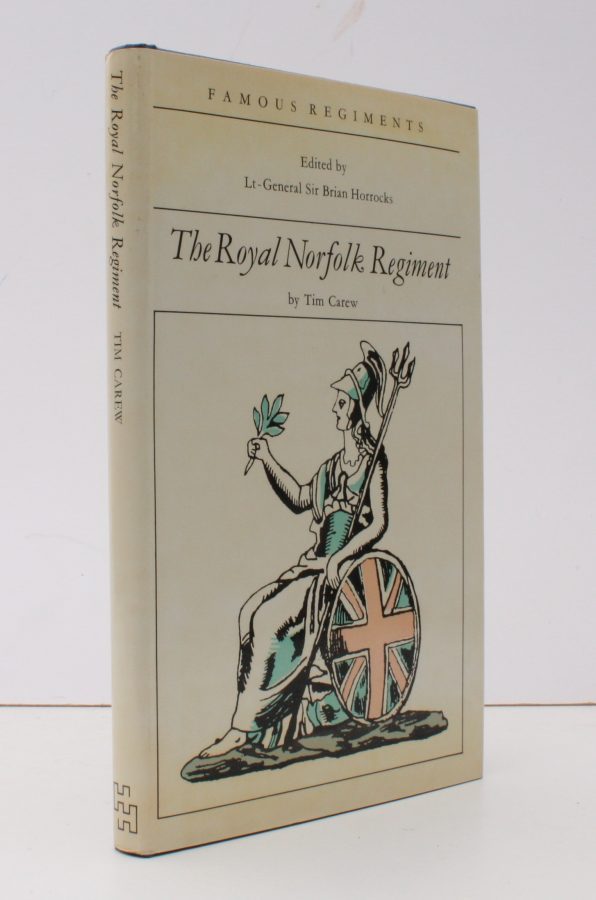 FAMOUS REGIMENTS
Edited by
Lt-General Sir Brian Horrocks
The Royal Norfolk Regiment
by Tim Carew
The Royal Norfolk Regiment TIM CAREW